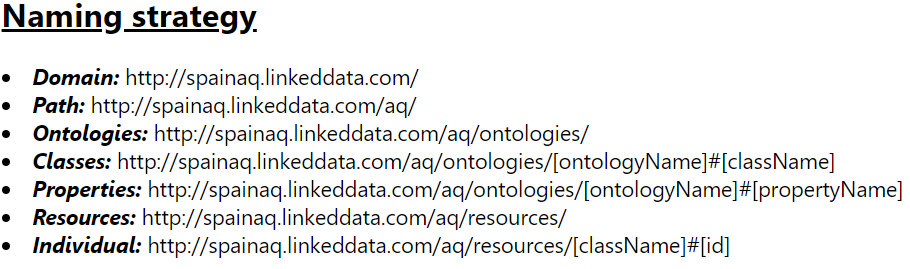 Naming strategy
• Domain: http://spainaq.linkeddata.com/
• Path: http://spainaq.linkeddata.com/aq/
• Ontologies: http://spainaq.linkeddata.com/aq/ontologies/
• Classes: http://spainaq.linkeddata.com/aq/ontologies/[ontologyName]#[className]
• Properties: http://spainaq.linkeddata.com/aq/ontologies/[ontologyName]#[propertyName]
• Resources: http://spainaq.linkeddata.com/aq/resources/
• Individual: http://spainaq.linkeddata.com/aq/resources/[className]#[id]